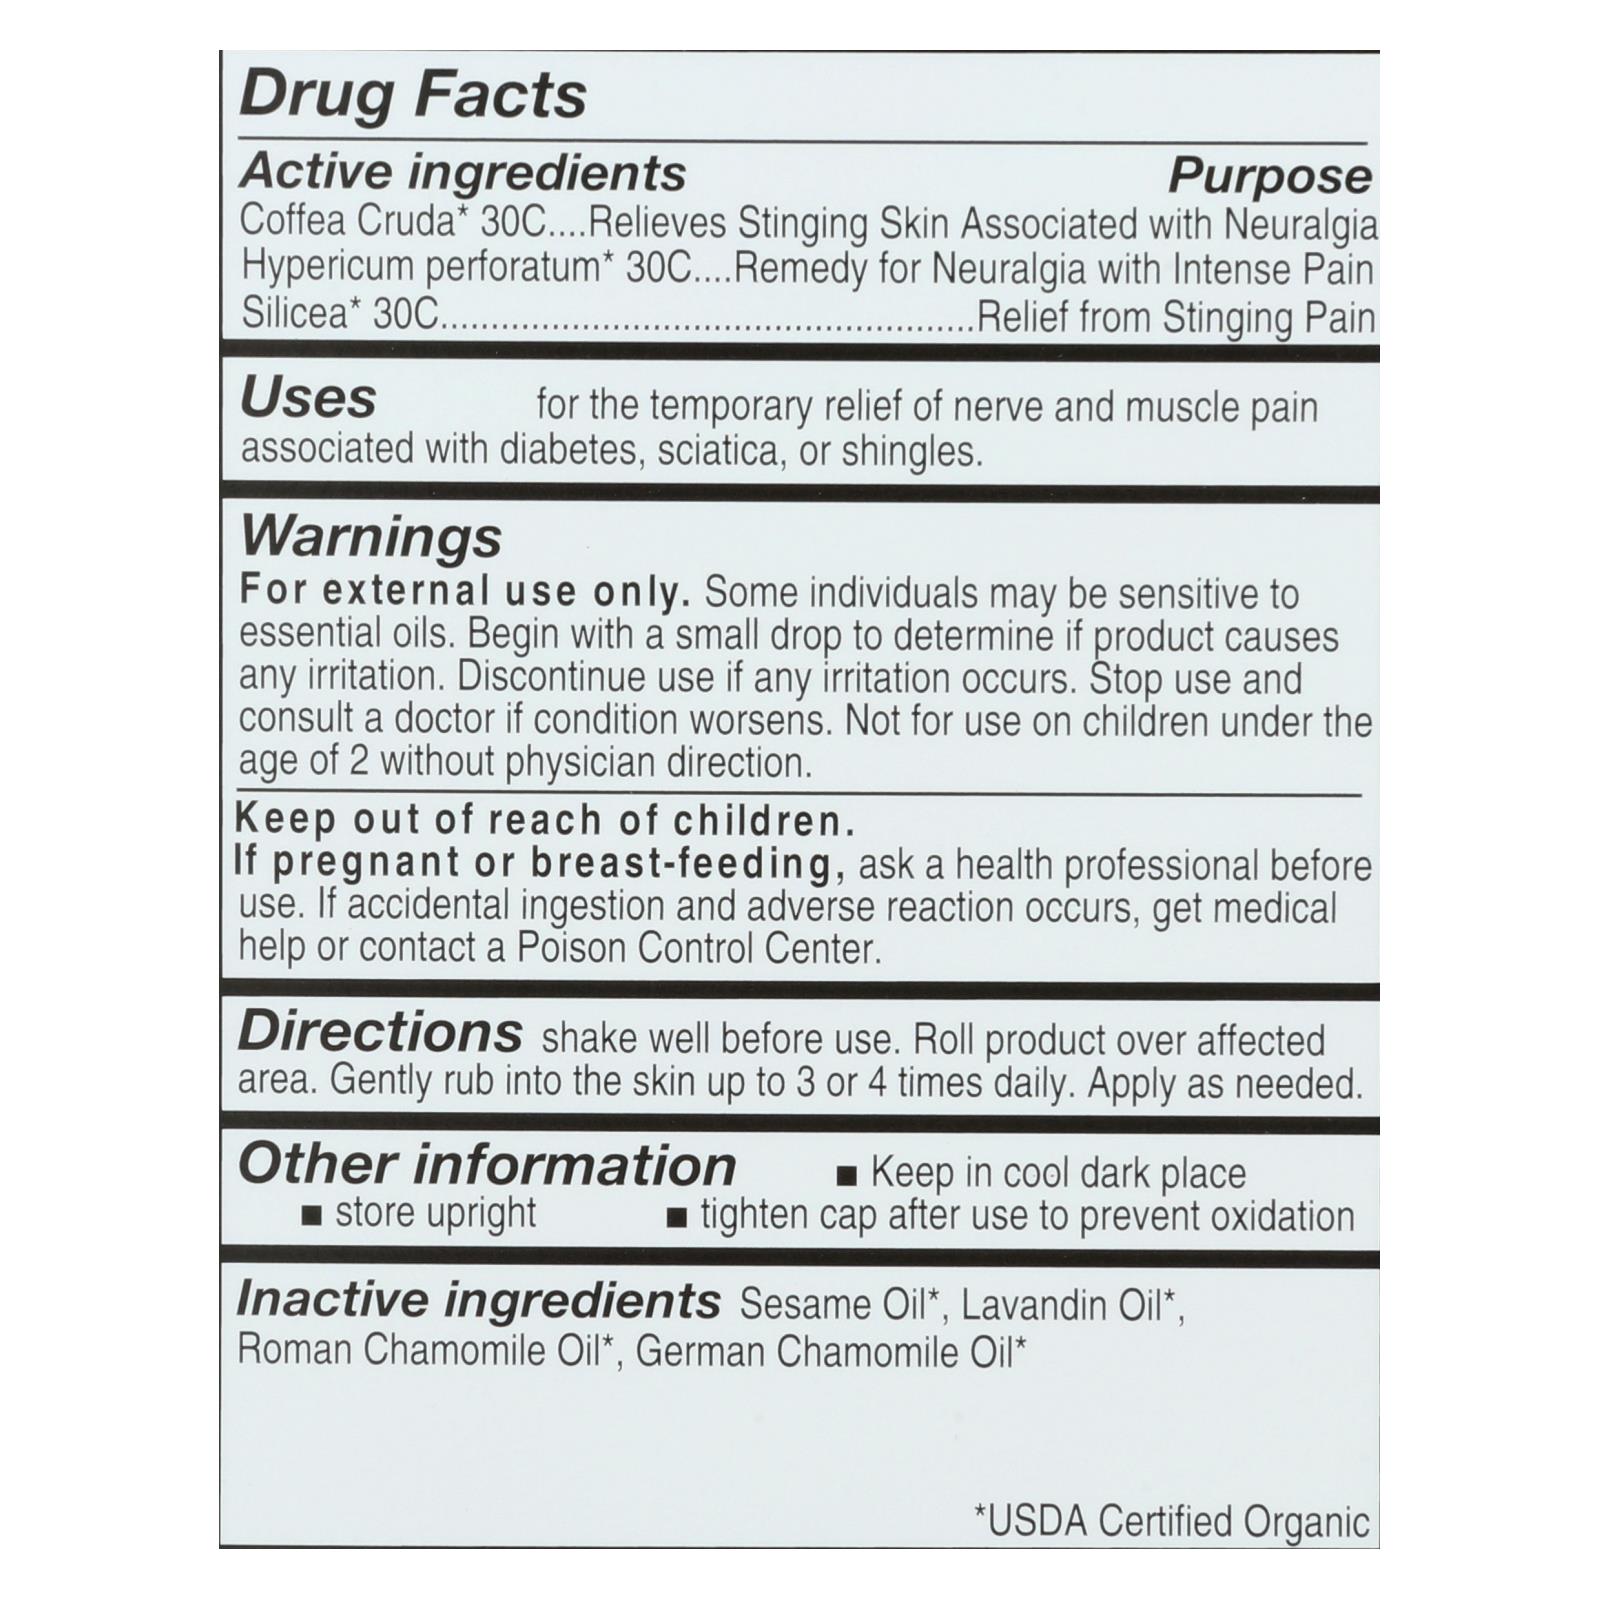 Drug Facts
Active ingredients Purpose
Coffea Cruda* 30C....Relieves Stinging Skin Associated with Neuralgia
Hypericum perforatum* 30C....Remedy for Neuralgia with Intense Pain
Silicea* 30C.....................................................Relief from Stinging Pain
Uses for the temporary relief of nerve and muscle pain
associated with diabetes, sciatica, or shingles.
Warnings
For external use only. Some individuals may be sensitive to
essential oils. Begin with a small drop to determine if product causes
any irritation. Discontinue use if any irritation occurs. Stop use and
consult a doctor if condition worsens. Not for use on children under the
age of 2 without physician direction.
Keep out of reach of children.
If pregnant or breast-feeding, ask a health professional before
use. If accidental ingestion and adverse reaction occurs, get medical
help or contact a Poison Control Center.
Directions shake well before use. Roll product over affected
area. Gently rub into the skin up to 3 or 4 times daily. Apply as needed.
Other information ■ Keep in cool dark place
■ store upright ■ tighten cap after use to prevent oxidation
Inactive ingredients Sesame Oil*, Lavandin Oil*,
Roman Chamomile Oil*, German Chamomile Oil*
*USDA Certified Organic